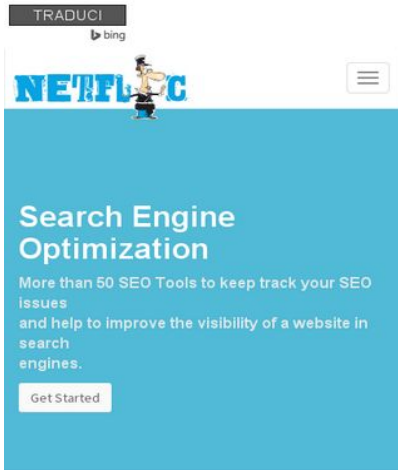 TRADUCI
bing
NETFLIC
Search Engine
Optimization
More than 50 SEO Tools to keep track your SEO
issues
and help to improve the visibility of a website in
search
engines.
Get Started